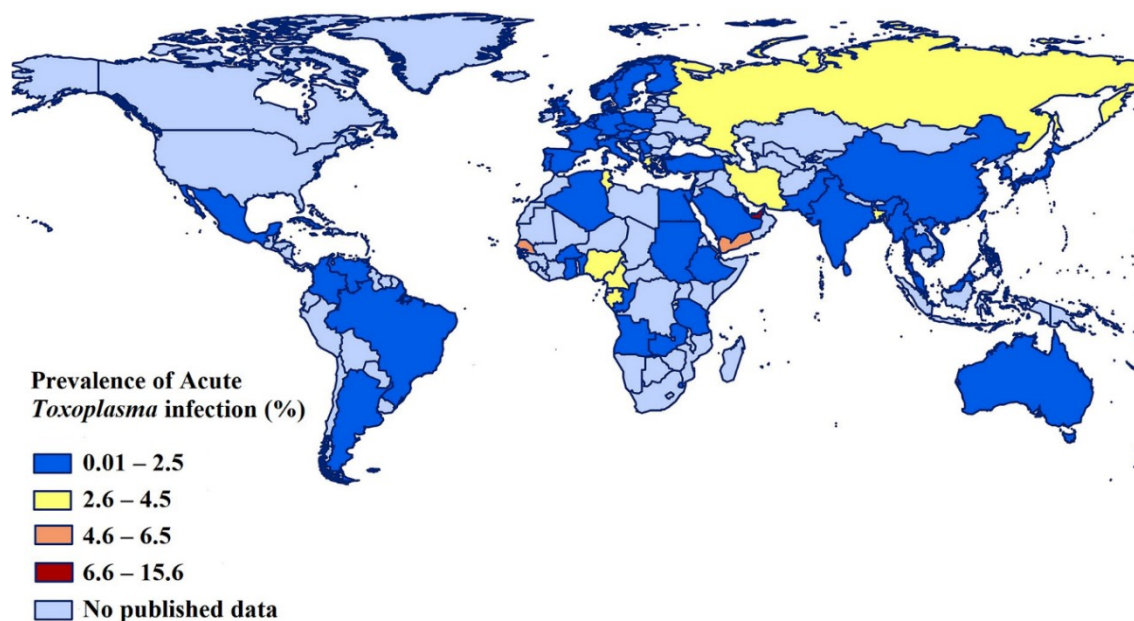 Prevalence of Acute
Toxoplasma infection (%)
0.01 – 2.5
2.6 – 4.5
4.6 – 6.5
6.6 – 15.6
No published data